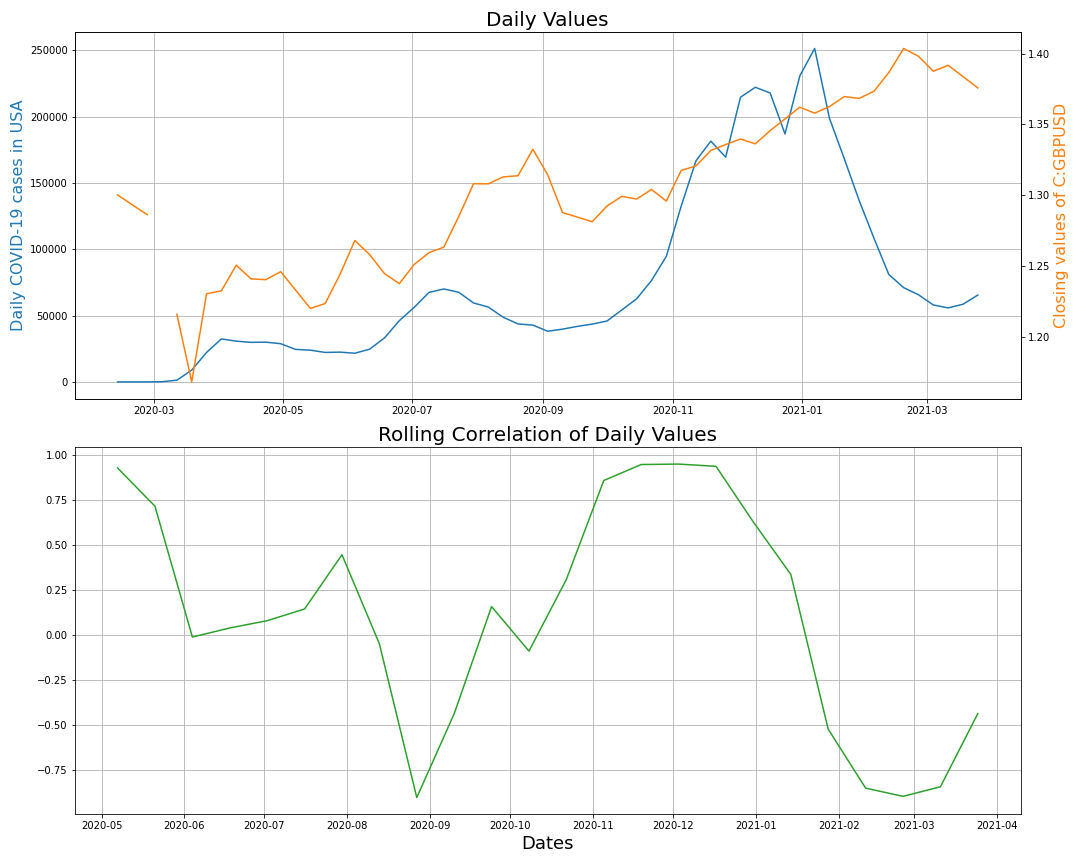 Daily Values
Daily COVID-19 cases in USA
250000
200000
150000
100000
50000
0
1.40
1.35
1.30
1.25
1.20
Closing values of C:GBPUSD
2020-03 2020-05 2020-07 2020-09 2020-11 2021-01 2021-03
Rolling Correlation of Daily Values
1.00
0.75
0.50
0.25
0.00
−0.25
−0.50
−0.75
2020-05 2020-06 2020-07 2020-08 2020-09 2020-10 2020-11 2020-12 2021-01 2021-02 2021-03 2021-04
Dates